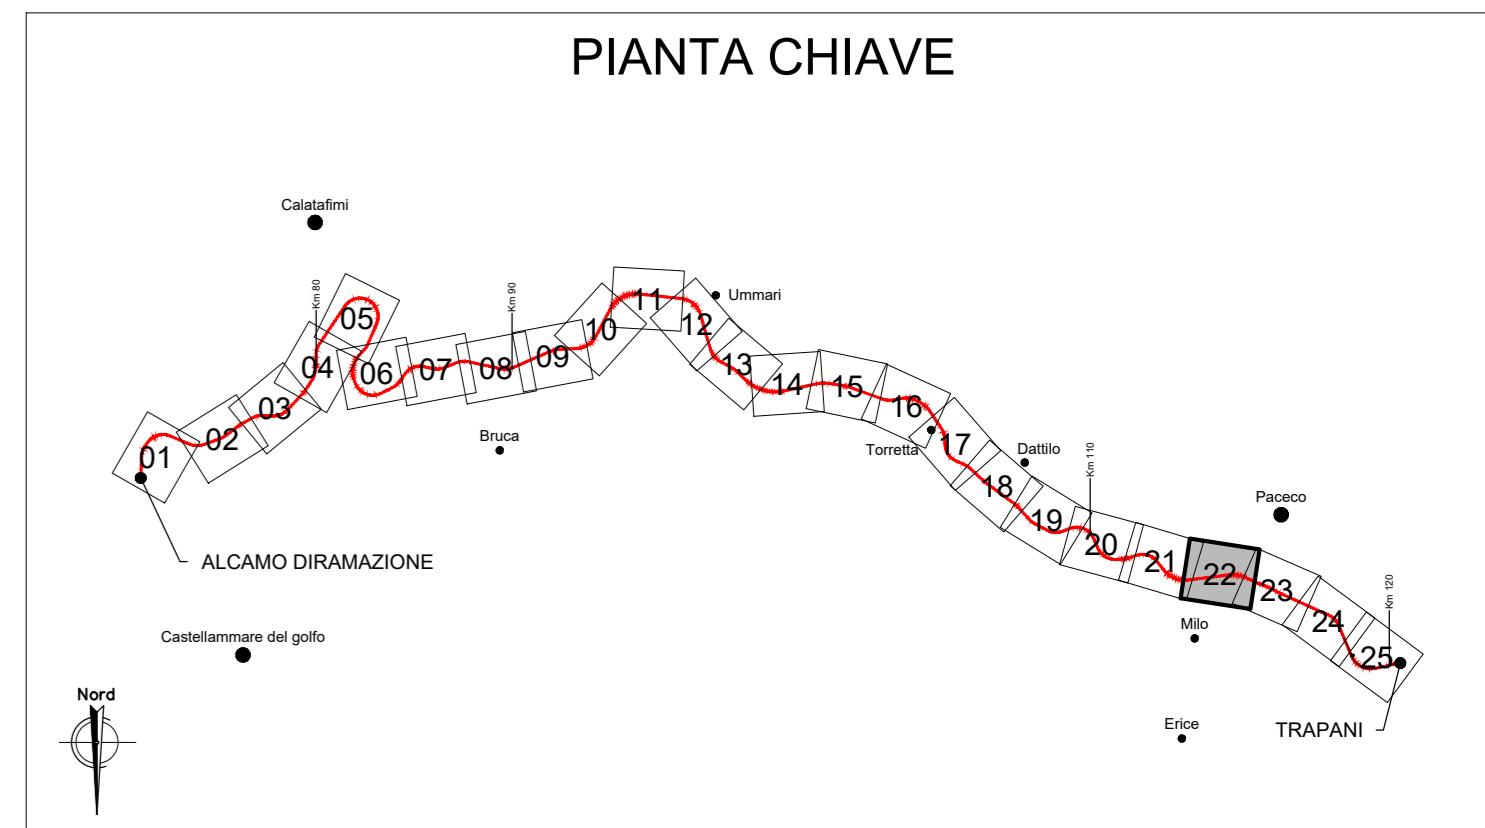 PIANTA CHIAVE
Calatafimi
Km 80
Km 90
Ummari
01
02
03
04
05
06
07
08
09
10
11
12
13
14
15
16
17
18
19
20
21
22
23
24
25
Bruca
Torretta
Dattilo
Km 110
Paceco
Km 120
ALCAMO DIRAMAZIONE
Castellammare del golfo
Milo
Erice
TRAPANI
Nord